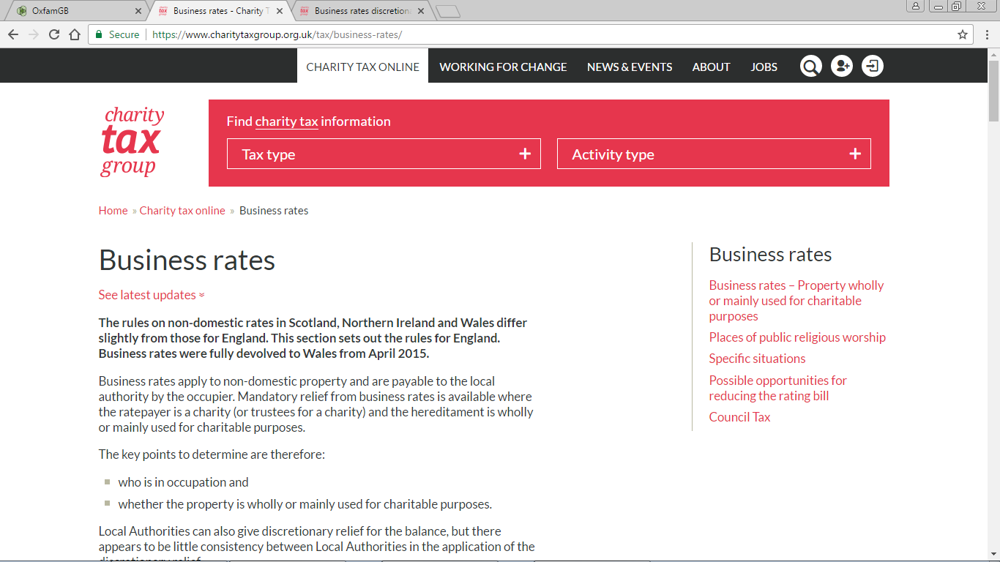 OxfamGB
Business rates - Charity T
Business rates discretiona
Secure
https://www.charitytaxgroup.org.uk/tax/business-rates/
CHARITY TAX ONLINE
WORKING FOR CHANGE
NEWS & EVENTS
ABOUT
JOBS
charity
tax
group
Find charity tax information
Tax type
Activity type
Home » Charity tax online » Business rates
Business rates
See latest updates
The rules on non-domestic rates in Scotland, Northern Ireland and Wales differ
slightly from those for England. This section sets out the rules for England.
Business rates were fully devolved to Wales from April 2015.
Business rates apply to non-domestic property and are payable to the local
authority by the occupier. Mandatory relief from business rates is available where
the ratepayer is a charity (or trustees for a charity) and the hereditament is wholly
or mainly used for charitable purposes.
The key points to determine are therefore:
who is in occupation and
whether the property is wholly or mainly used for charitable purposes.
Local Authorities can also give discretionary relief for the balance, but there
appears to be little consistency between Local Authorities in the application of the
Business rates
Business rates – Property wholly
or mainly used for charitable
purposes
Places of public religious worship
Specific situations
Possible opportunities for
reducing the rating bill
Council Tax